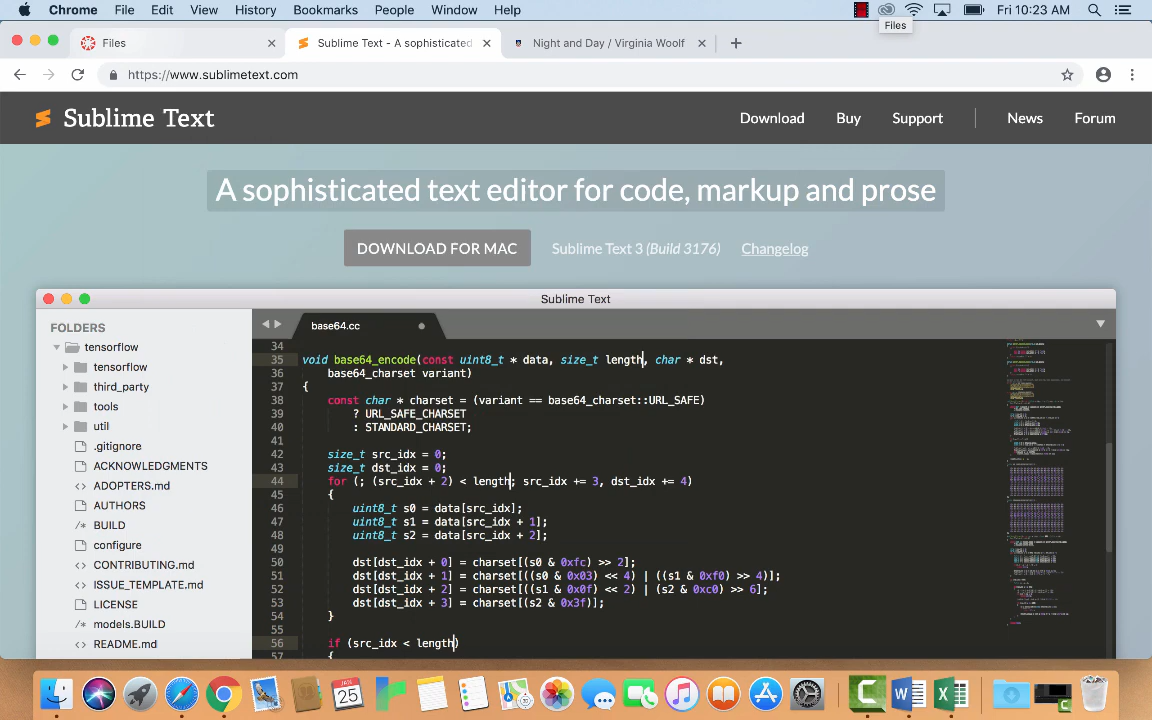 Chrome File Edit View History Bookmarks People Window Help Fri 10:23 AM
Files
Files Sublime Text - A sophisticated Night and Day / Virginia Woolf
https://www.sublimetext.com
Sublime Text Download Buy Support News Forum
A sophisticated text editor for code, markup and prose
DOWNLOAD FOR MAC Sublime Text 3 (Build 3176) Changelog
Sublime Text
FOLDERS
tensorflow
tensorflow
third_party
tools
util
.gitignore
ACKNOWLEDGMENTS
ADOPTERS.md
AUTHORS
BUILD
configure
CONTRIBUTING.md
ISSUE_TEMPLATE.md
LICENSE
models.BUILD
README.md
base64.cc
34
35 void base64_encode(const uint8_t * data, size_t length, char * dst,
36 base64_charset variant)
37 {
38 const char * charset = (variant == base64_charset::URL_SAFE)
39 ? URL_SAFE_CHARSET
40 : STANDARD_CHARSET;
41
42 size_t src_idx = 0;
43 size_t dst_idx = 0;
44 for (; (src_idx + 2) < length; src_idx += 3, dst_idx += 4)
45 {
46 uint8_t s0 = data[src_idx];
47 uint8_t s1 = data[src_idx + 1];
48 uint8_t s2 = data[src_idx + 2];
49
50 dst[dst_idx + 0] = charset[(s0 & 0xfc) >> 2];
51 dst[dst_idx + 1] = charset[((s0 & 0x03) << 4) | ((s1 & 0xf0) >> 4)];
52 dst[dst_idx + 2] = charset[((s1 & 0x0f) << 2) | (s2 & 0xc0) >> 6];
53 dst[dst_idx + 3] = charset[(s2 & 0x3f)];
54 }
55
56 if (src_idx < length)
57 {
25